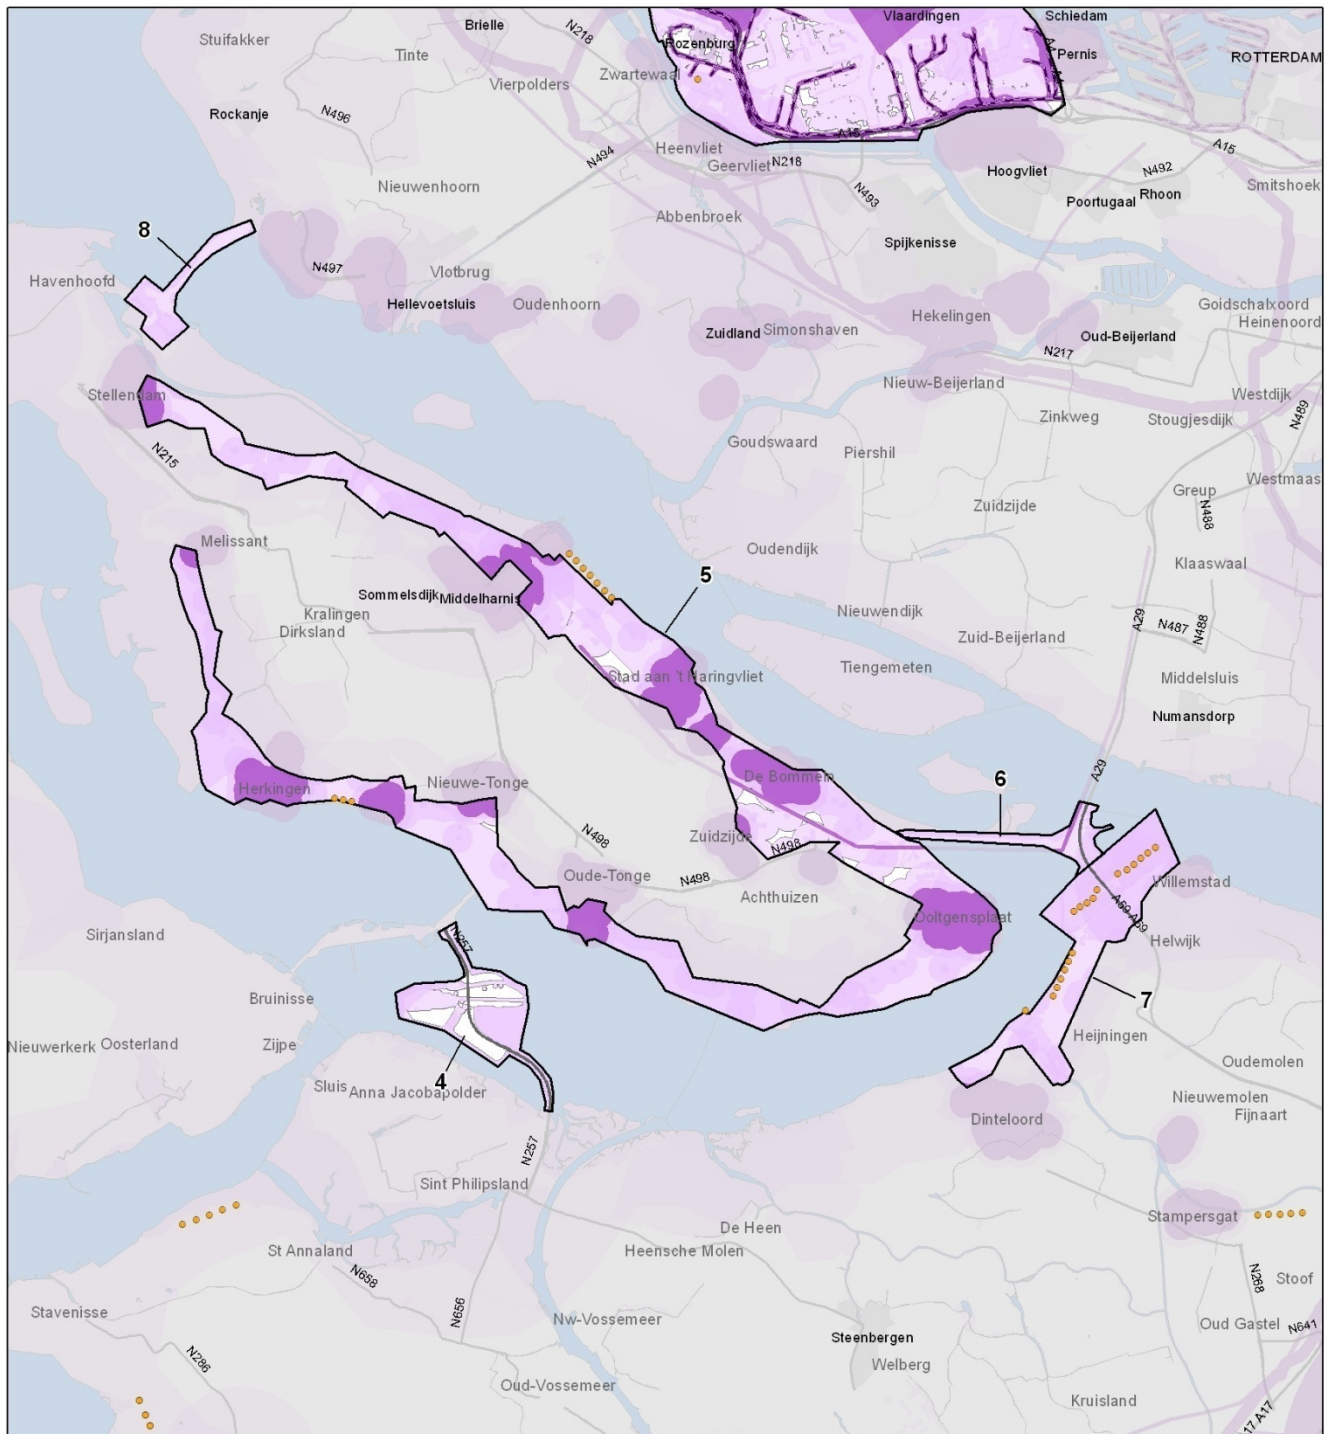 Vlaardingen
Schiedam
Brielle
N218
Stuifakker
Rozenburg
Tinte
Pernis
ROTTERDAM
Zwartewaal
Vierpolders
Rockanje
N496
A15
A15
N494
Heenvliet
N218
Geervliet
N492
Hoogvliet
Smitshoek
Nieuwenhoorn
N493
Rhoon
Poortugaal
Abbenbroek
8
Spijkenisse
N497
Vlotbrug
Havenhoofd
Hellevoetsluis
Oudenhoorn
Goidschalxoord
Hekelingen
Heinenoord
Zuidland
Simonshaven
Oud-Beijerland
N217
Nieuw-Beijerland
Stellendam
Westdijk
N489
Zinkweg
Stougjesdijk
Goudswaard
Piershil
N215
Westmaas
Greup
Zuidzijde
N488
Melissant
Oudendijk
Klaaswaal
5
Sommelsdijk
Middelharnis
Kralingen
Dirksland
Nieuwendijk
A29
N487
N488
Zuid-Beijerland
Stad aan 't Haringvliet
Tiengemeten
Middelsluis
Numansdorp
A29
De Bommem
6
Nieuwe-Tonge
Herkingen
N498
Zuidzijde
N498
Oude-Tonge
N498
Willemstad
Achthuizen
A59 A59
Ooltgensplaat
Sirjansland
N257
Helwijk
Bruinisse
7
Nieuwerkerk
Oosterland
Zijpe
Heijningen
Oudemolen
4
Sluis
Anna Jacobapolder
Nieuwemolen
Fijnaart
Dinteloord
N257
Sint Philipsland
Stampersgat
De Heen
St Annaland
Heensche Molen
N658
N268
Stoof
N656
Stavenisse
Nw-Vossemeer
Oud Gastel
N641
Steenbergen
N286
Welberg
Oud-Vossemeer
Kruisland
A17